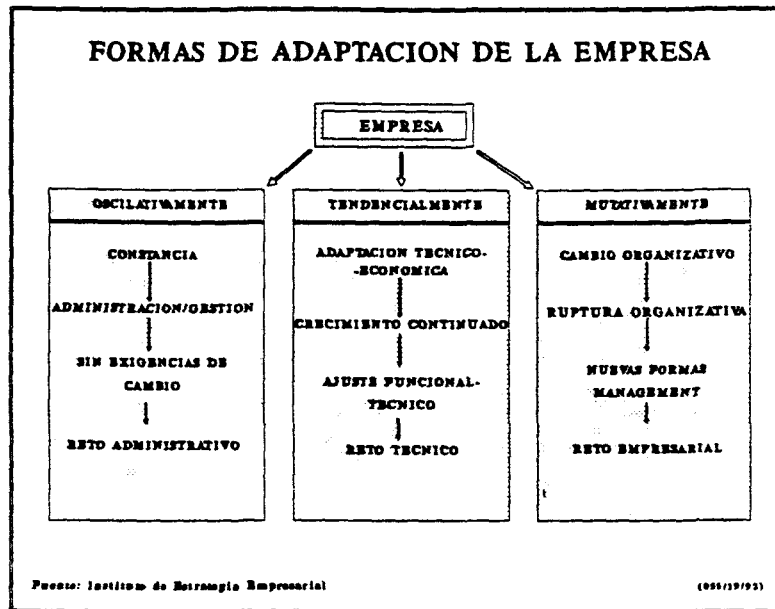 FORMAS DE ADAPTACION DE LA EMPRESA
EMPRESA
OSCILATIVAMENTE
CONSTANCIA
ADMINISTRACION/GESTION
SIN EXIGENCIAS DE
CAMBIO
RETO ADMINISTRATIVO
TENDENCIALMENTE
ADAPTACION TECNICO-
-ECONOMICA
CRECIMIENTO CONTINUADO
AJUSTE FUNCIONAL-
TECNICO
RETO TECNICO
MUTATIVAMENTE
CAMBIO ORGANIZATIVO
RUPTURA ORGANIZATIVA
NUEVAS FORMAS
MANAGEMENT
RETO EMPRESARIAL
Fuente: Instituto de Estrategia Empresarial